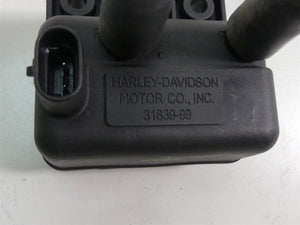 HARLEY-DAVIDSON
MOTOR CO., INC.
31639-99